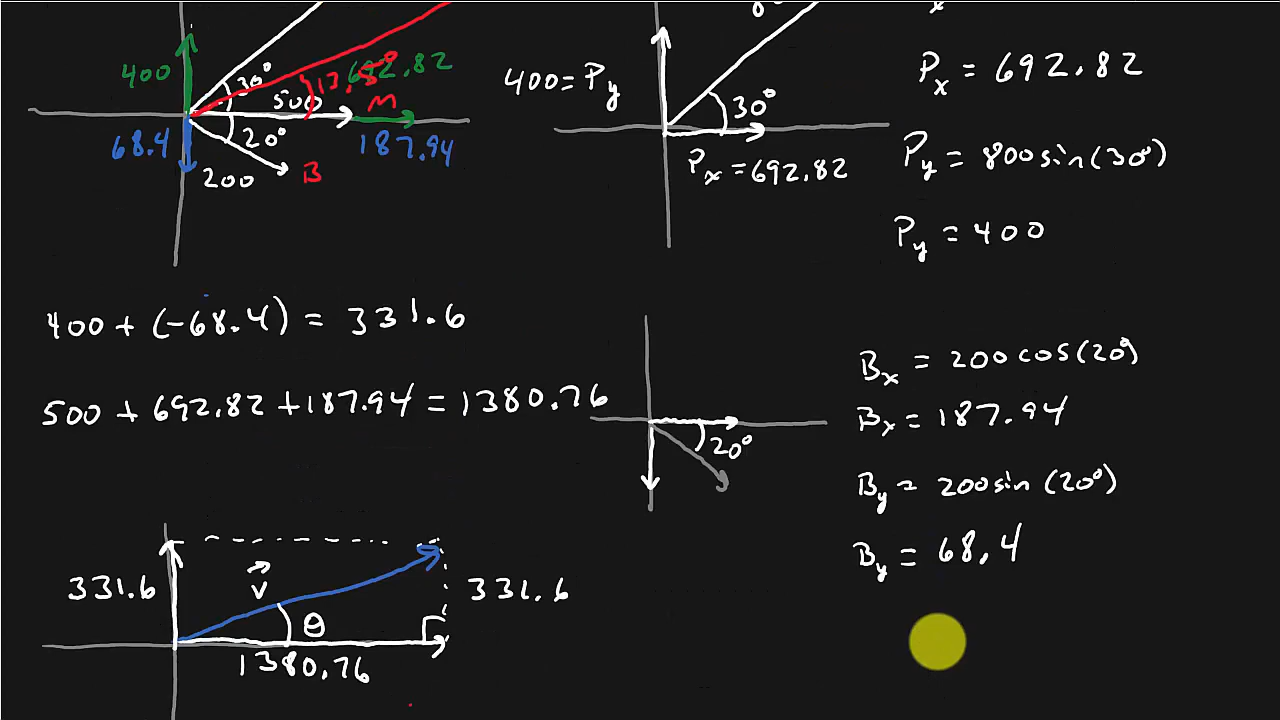 400
30°
692.82
13.5°
500
M
68.4
20°
187.94
200
B
400 = Py
30°
Px = 692.82
Px = 692.82
Py = 800 sin(30°)
Py = 400
400 + (-68.4) = 331.6
500 + 692.82 + 187.94 = 1380.76
20°
Bx = 200 cos(20°)
Bx = 187.94
By = 200 sin (20°)
By = 68.4
331.6
v
θ
331.6
1380.76